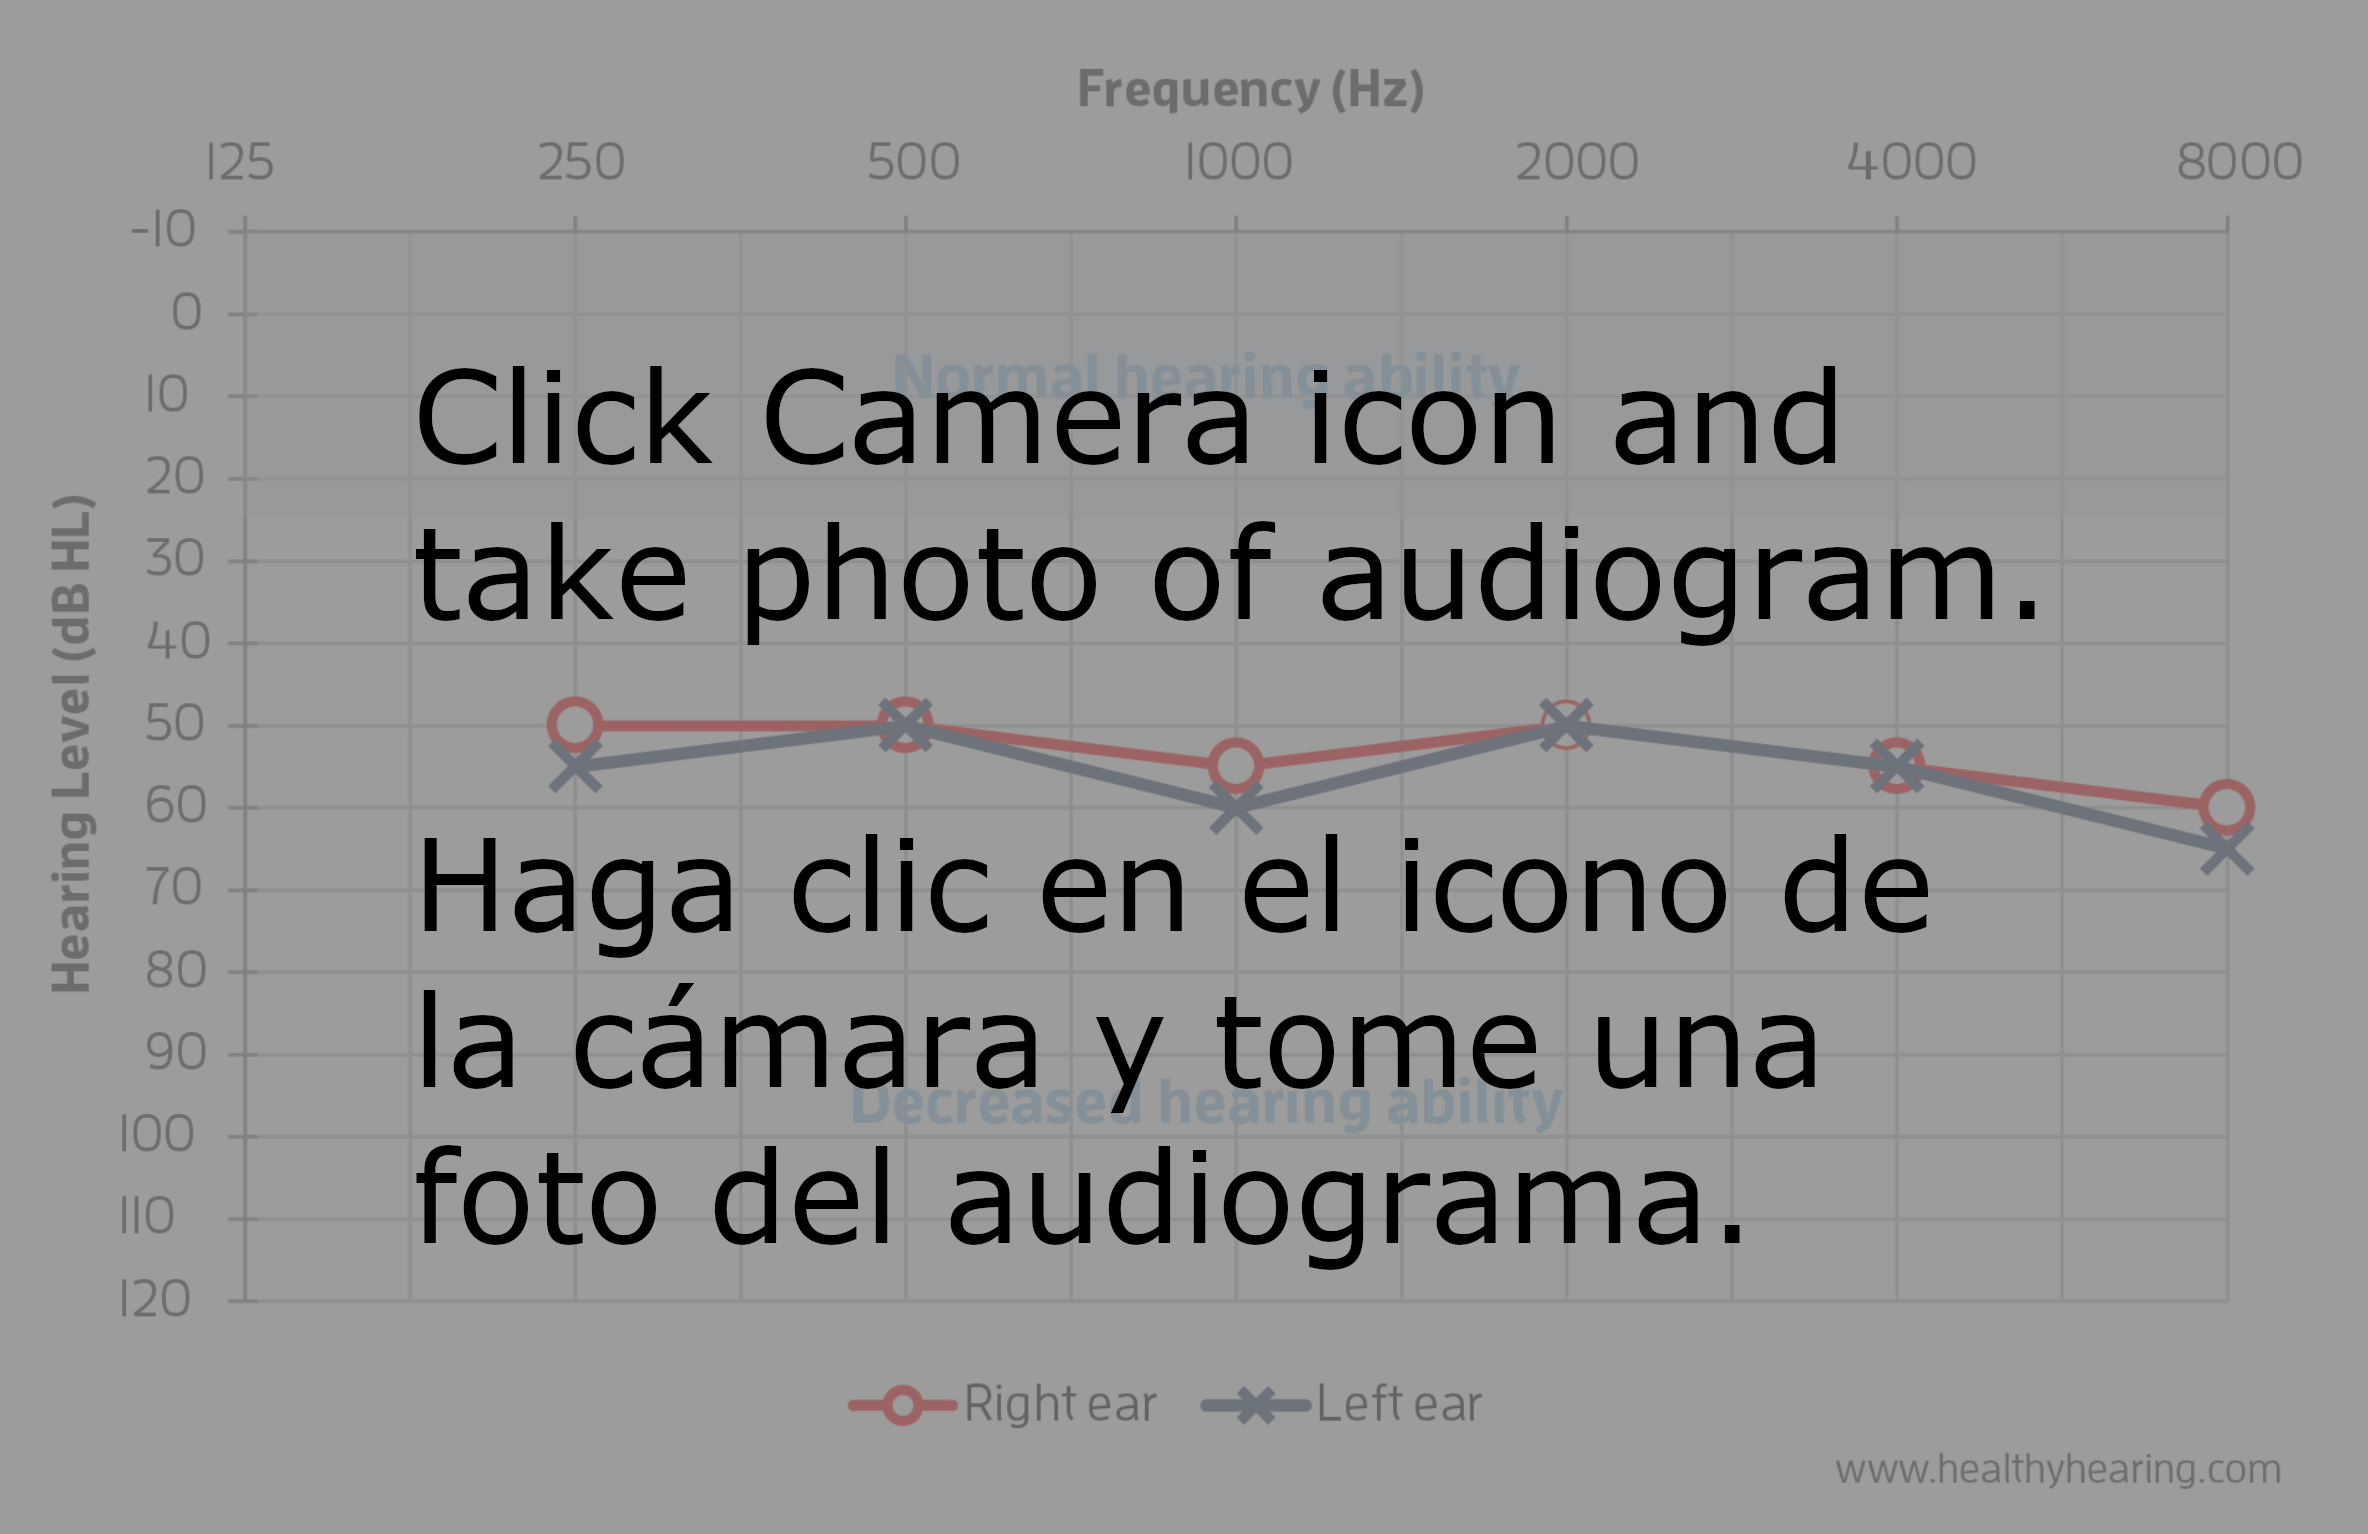 Frequency (Hz)
125 250 500 1000 2000 4000 8000
-10
0
Normal hearing ability
10
Click Camera icon and
20
30
take photo of audiogram.
40
Hearing Level (dB HL)
50
60
70
Haga clic en el icono de
80
90
la cámara y tome una
Decreased hearing ability
100
110
foto del audiograma.
120
Right ear Left ear
www.healthyhearing.com